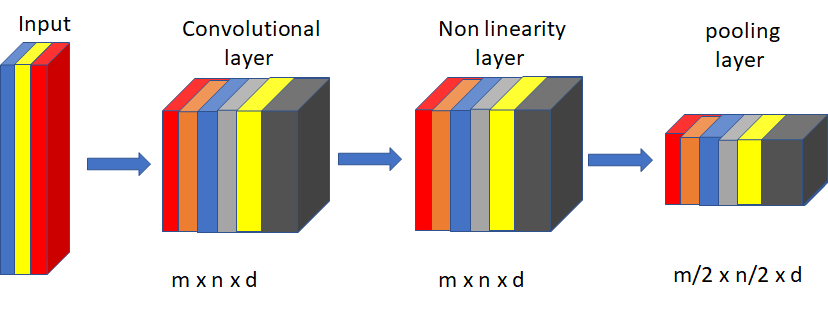 Input
Convolutional
layer
Non linearity
layer
pooling
layer
m x n x d
m x n x d
m/2 x n/2 x d